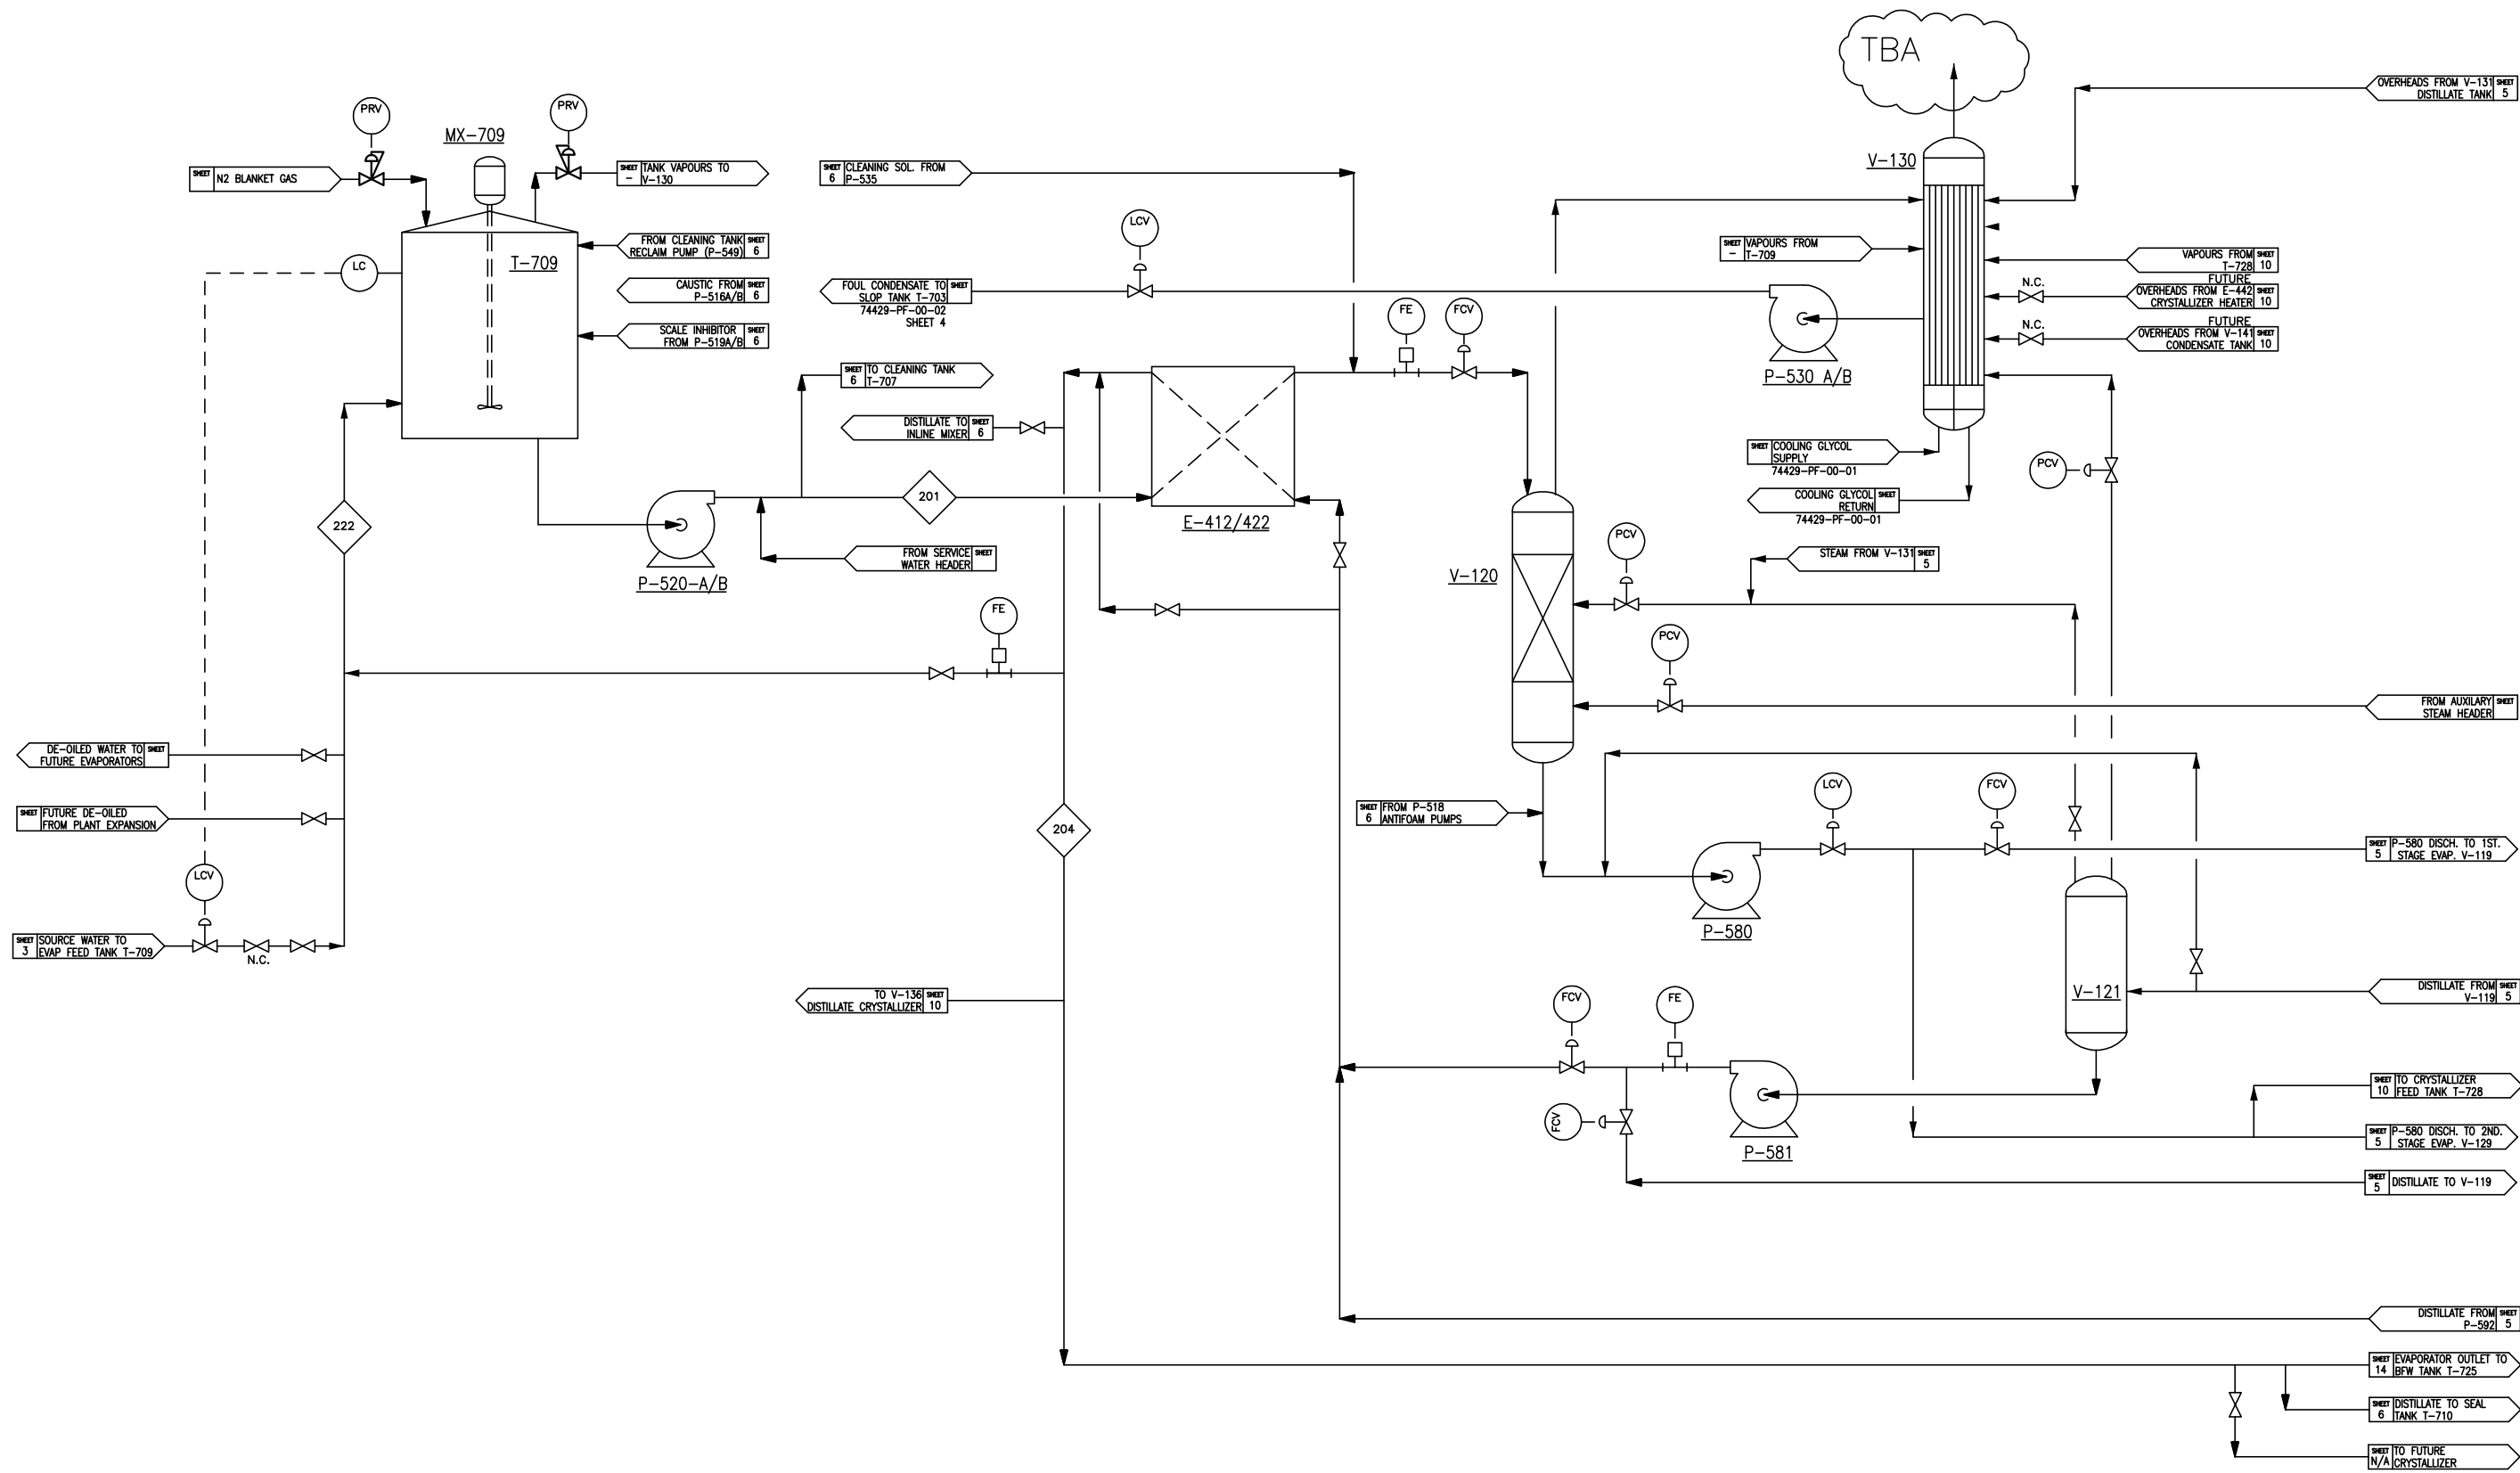 TBA
OVERHEADS FROM V-131
DISTILLATE TANK
SHEET
5
PRV
PRV
MX-709
V-130
SHEET
N2 BLANKET GAS
SHEET
-
TANK VAPOURS TO
V-130
SHEET
6
CLEANING SOL. FROM
P-535
LCV
FROM CLEANING TANK
RECLAIM PUMP (P-549)
SHEET
6
SHEET
-
VAPOURS FROM
T-709
VAPOURS FROM
T-728
SHEET
10
LC
T-709
CAUSTIC FROM
P-516A/B
SHEET
6
FOUL CONDENSATE TO
SLOP TANK T-703
SHEET
74429-PF-00-02
SHEET 4
N.C.
FUTURE
OVERHEADS FROM E-442
CRYSTALLIZER HEATER
SHEET
10
FE
FCV
SCALE INHIBITOR
FROM P-519A/B
SHEET
6
N.C.
FUTURE
OVERHEADS FROM V-141
CONDENSATE TANK
SHEET
10
SHEET
6
TO CLEANING TANK
T-707
P-530 A/B
DISTILLATE TO
INLINE MIXER
SHEET
6
SHEET
COOLING GLYCOL
SUPPLY
74429-PF-00-01
PCV
COOLING GLYCOL
RETURN
SHEET
74429-PF-00-01
201
222
E-412/422
PCV
FROM SERVICE
WATER HEADER
SHEET
STEAM FROM V-131
SHEET
5
P-520-A/B
V-120
FE
PCV
FROM AUXILARY
STEAM HEADER
SHEET
DE-OILED WATER TO
FUTURE EVAPORATORS
SHEET
SHEET
FUTURE DE-OILED
FROM PLANT EXPANSION
SHEET
6
FROM P-518
ANTIFOAM PUMPS
LCV
FCV
204
SHEET
5
P-580 DISCH. TO 1ST.
STAGE EVAP. V-119
LCV
P-580
SHEET
3
SOURCE WATER TO
EVAP FEED TANK T-709
N.C.
TO V-136
DISTILLATE CRYSTALLIZER
SHEET
10
FCV
FE
V-121
DISTILLATE FROM
V-119
SHEET
5
SHEET
10
TO CRYSTALLIZER
FEED TANK T-728
FCV
P-581
SHEET
5
P-580 DISCH. TO 2ND.
STAGE EVAP. V-129
SHEET
5
DISTILLATE TO V-119
DISTILLATE FROM
P-592
SHEET
5
SHEET
14
EVAPORATOR OUTLET TO
BFW TANK T-725
SHEET
6
DISTILLATE TO SEAL
TANK T-710
SHEET
N/A
TO FUTURE
CRYSTALLIZER